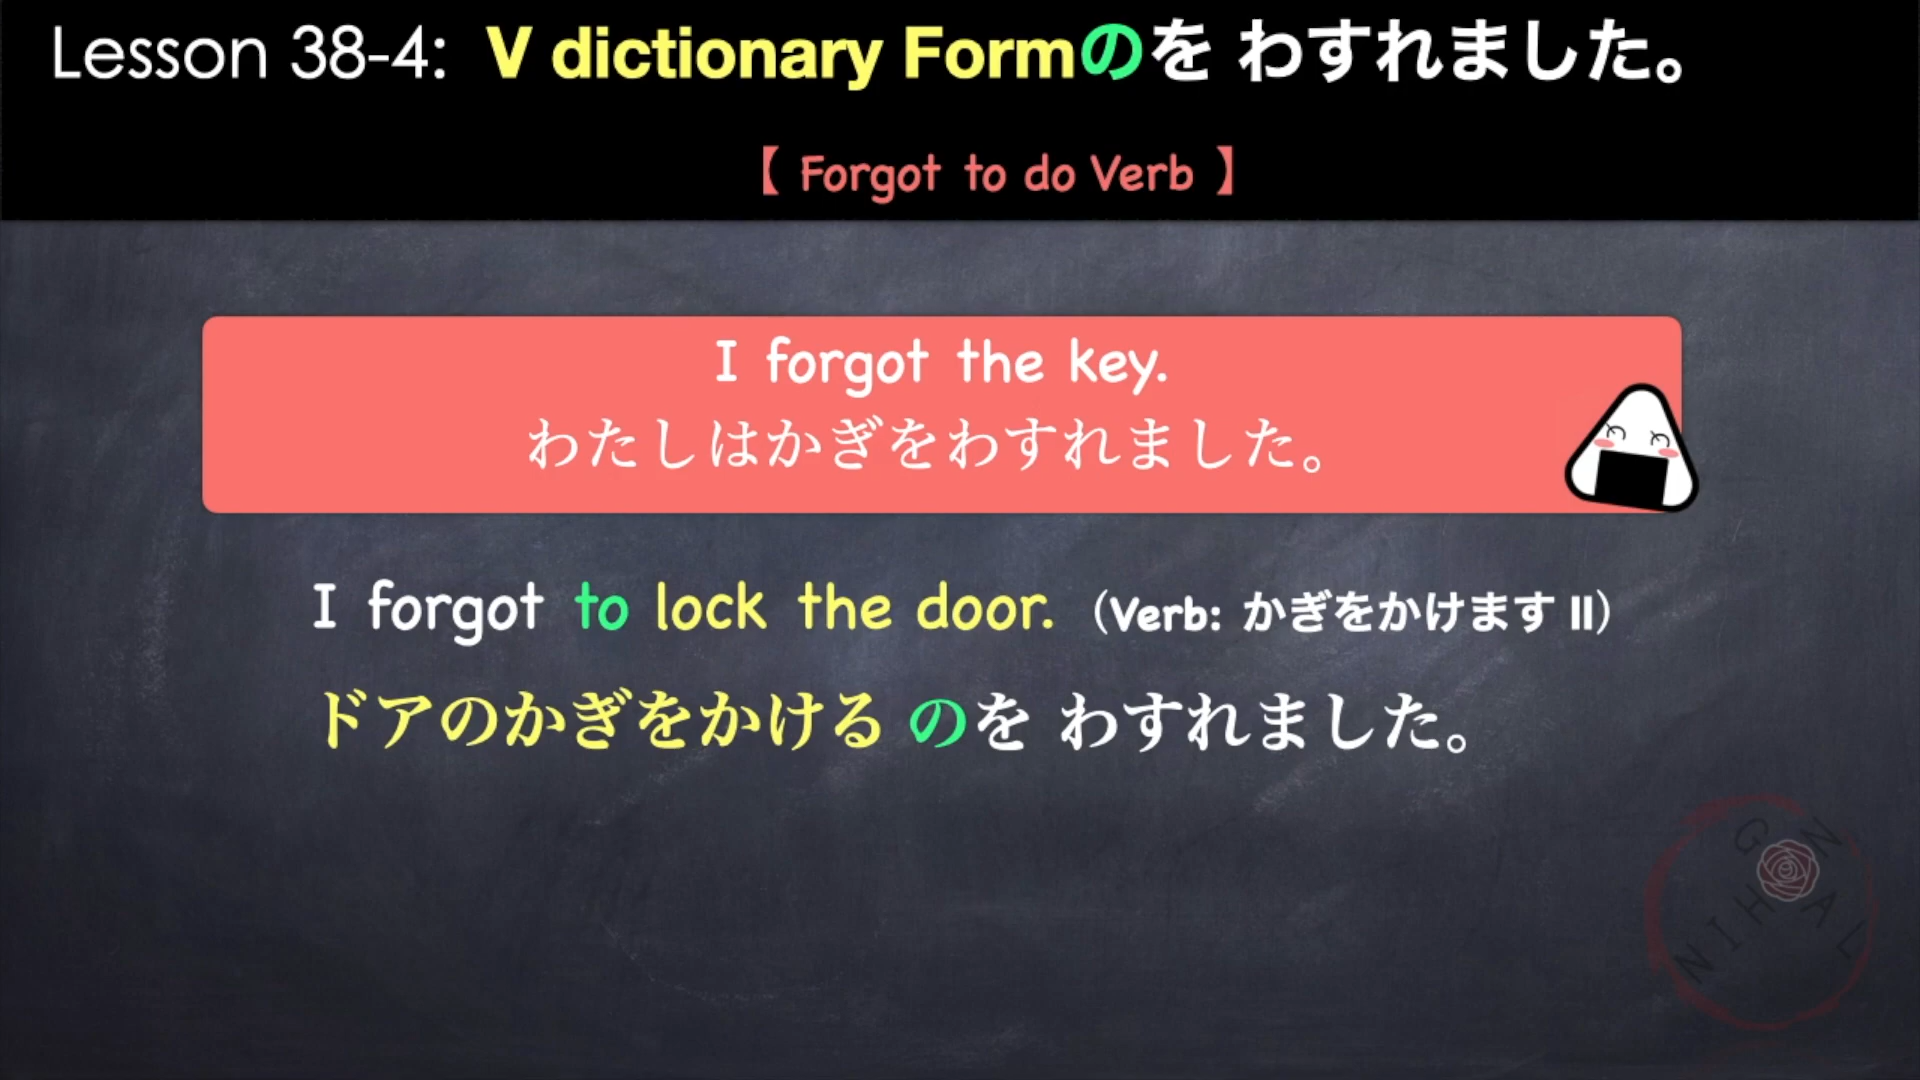 Lesson 38-4: V dictionary Formのを わすれました。
【 Forgot to do Verb 】
I forgot the key.
わたしはかぎをわすれました。
I forgot to lock the door. (Verb: かぎをかけます II)
ドアのかぎをかける のを わすれました。
NIHONGOAL